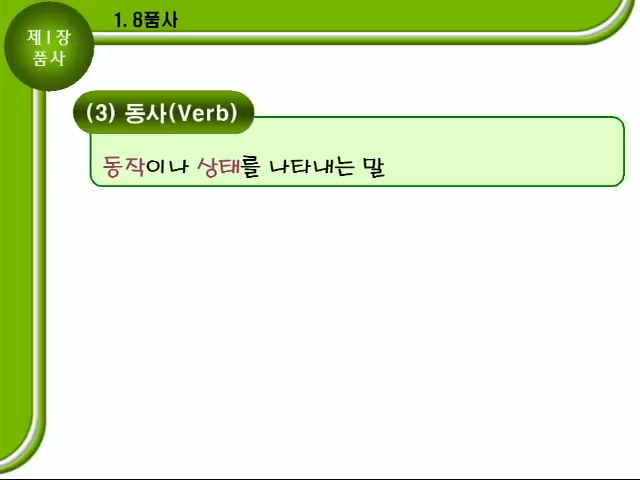 제1장
품사
1. 8품사
(3) 동사(Verb)
동작이나 상태를 나타내는 말